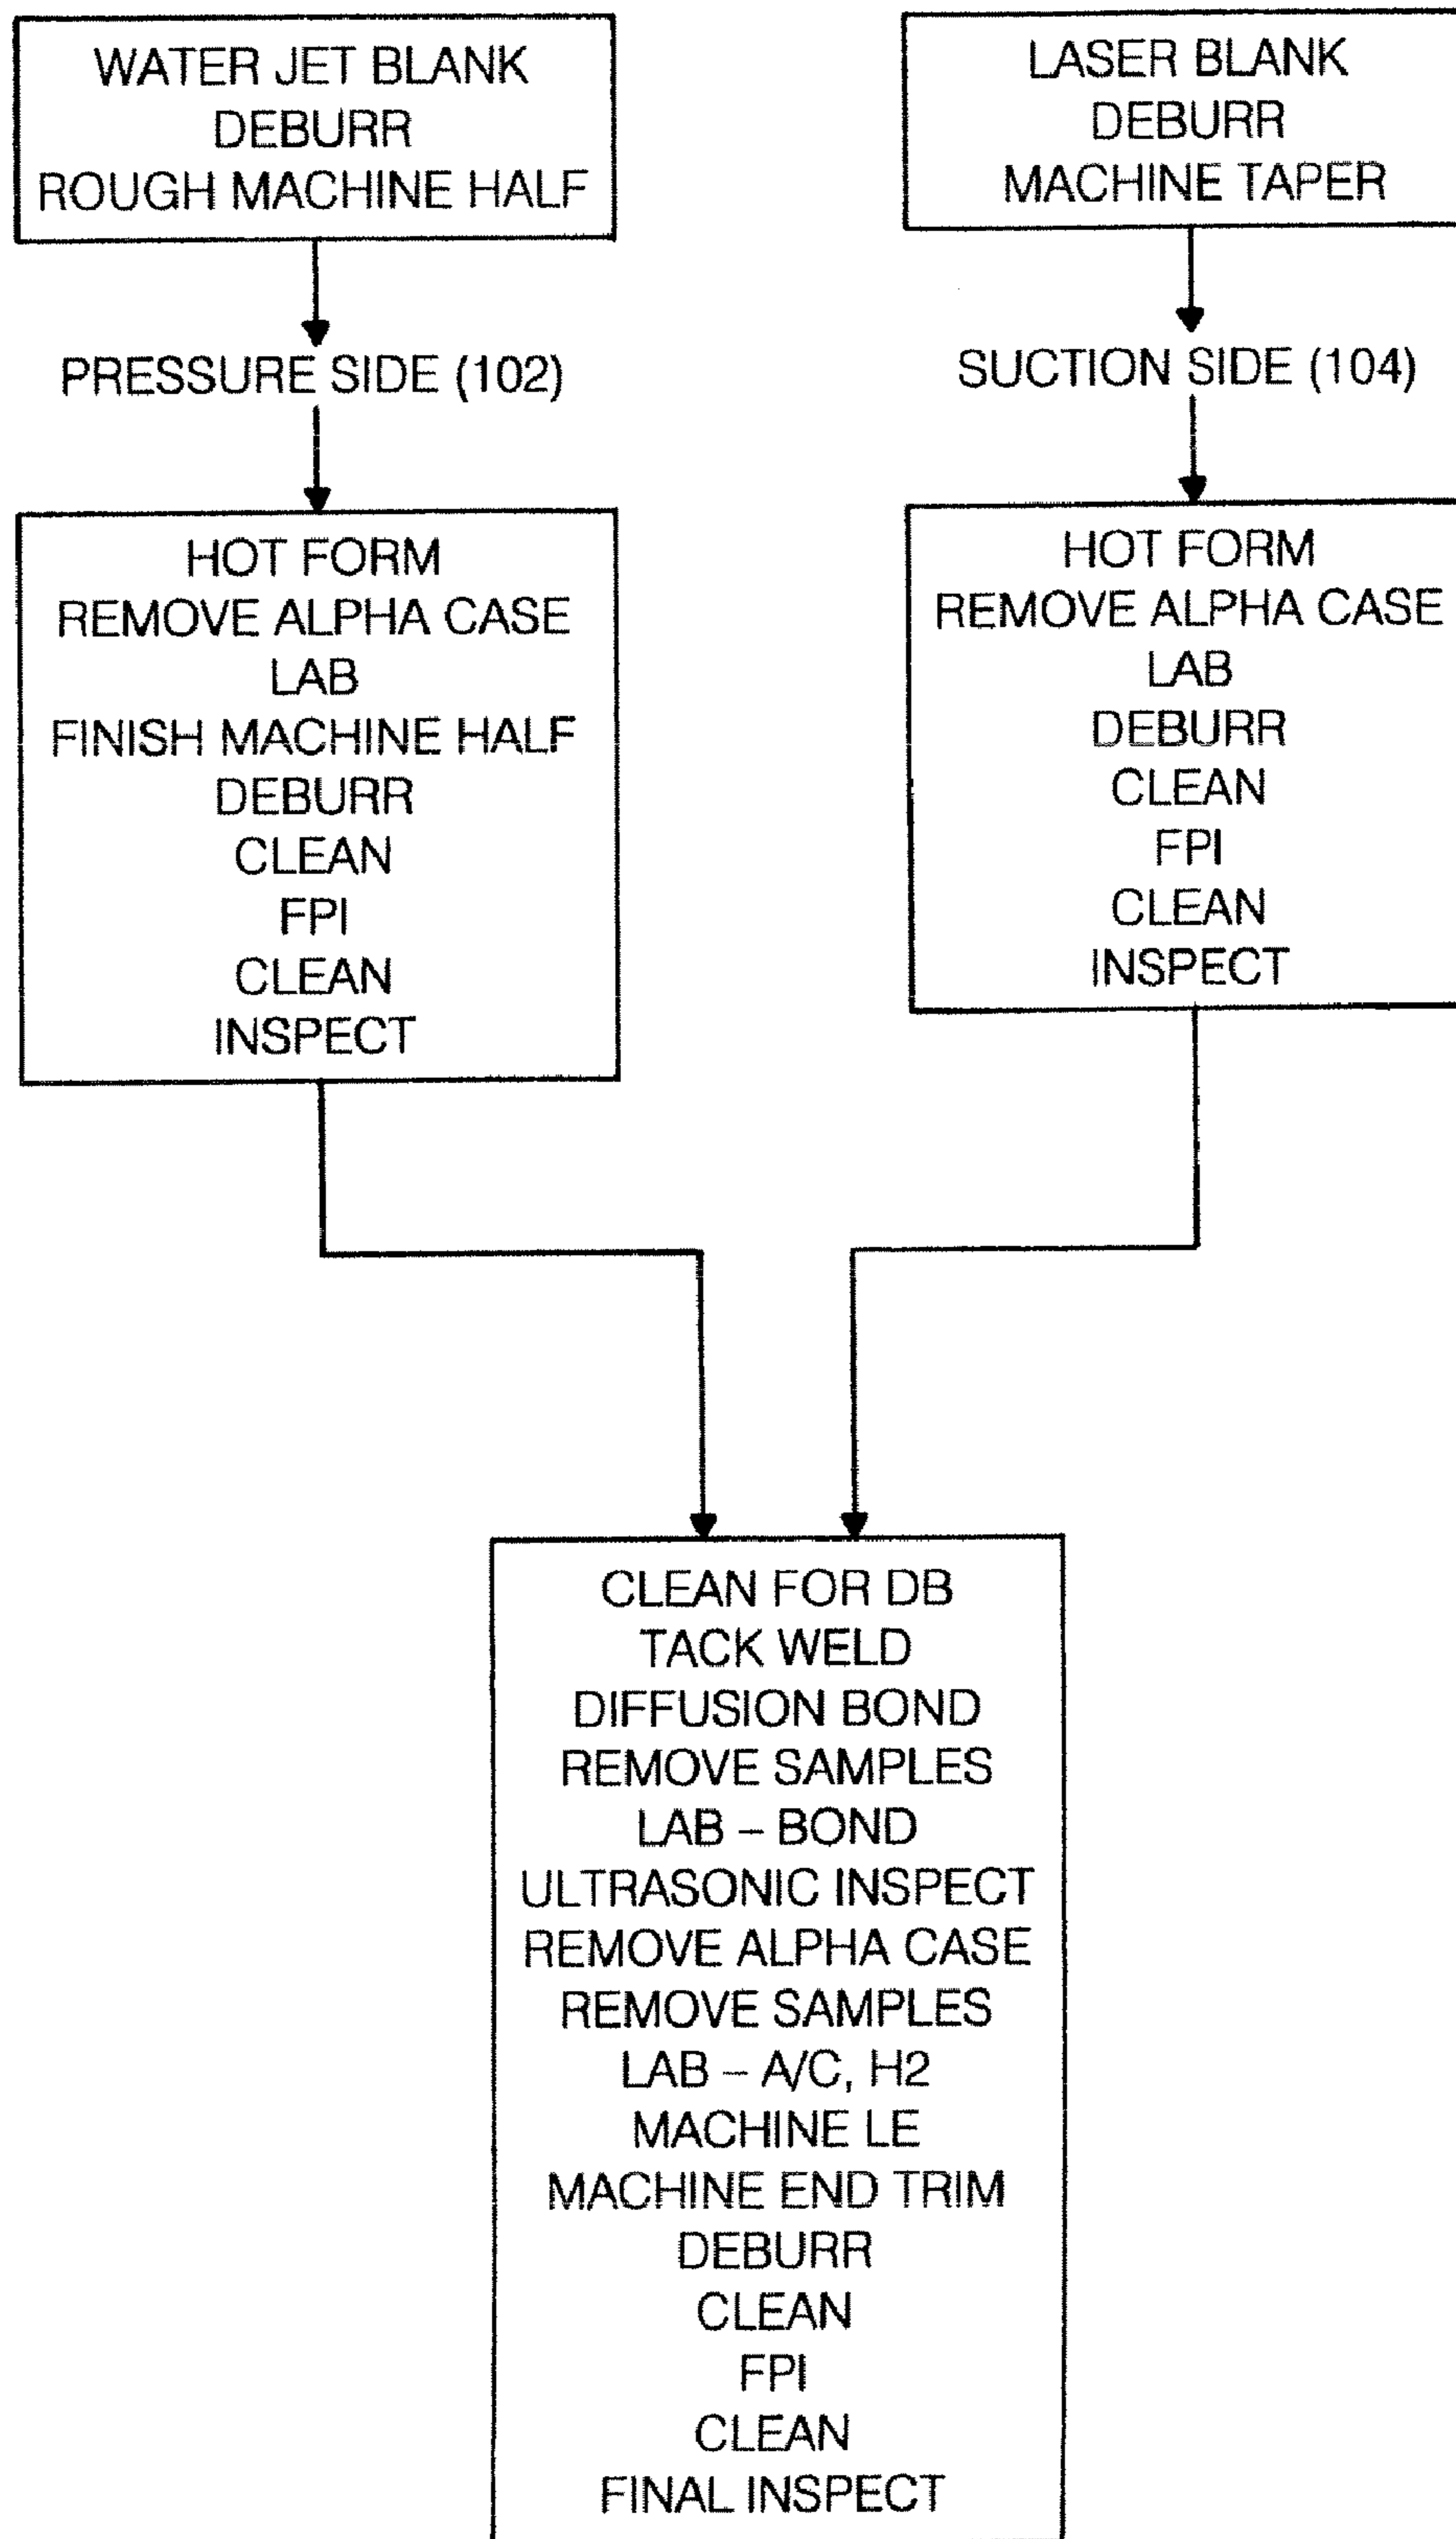 WATER JET BLANK
DEBURR
ROUGH MACHINE HALF
PRESSURE SIDE (102)
HOT FORM
REMOVE ALPHA CASE
LAB
FINISH MACHINE HALF
DEBURR
CLEAN
FPI
CLEAN
INSPECT
LASER BLANK
DEBURR
MACHINE TAPER
SUCTION SIDE (104)
HOT FORM
REMOVE ALPHA CASE
LAB
DEBURR
CLEAN
FPI
CLEAN
INSPECT
CLEAN FOR DB
TACK WELD
DIFFUSION BOND
REMOVE SAMPLES
LAB – BOND
ULTRASONIC INSPECT
REMOVE ALPHA CASE
REMOVE SAMPLES
LAB – A/C, H2
MACHINE LE
MACHINE END TRIM
DEBURR
CLEAN
FPI
CLEAN
FINAL INSPECT